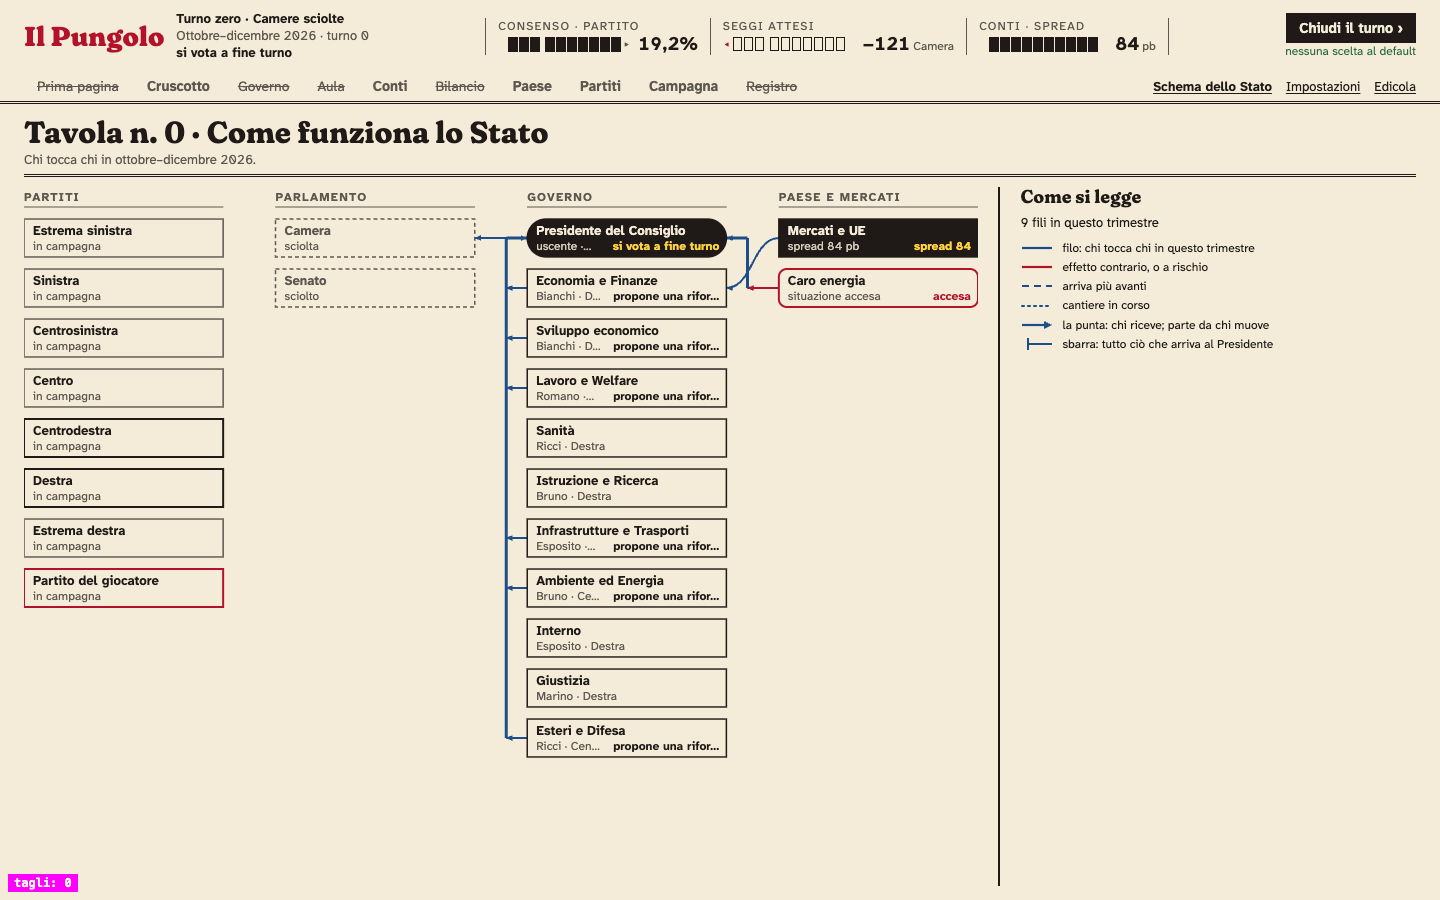 Il Pungolo
Turno zero · Camere sciolte
Ottobre–dicembre 2026 · turno 0
si vota a fine turno
CONSENSO · PARTITO
19,2%
SEGGI ATTESI
−121 Camera
CONTI · SPREAD
84 pb
Chiudi il turno ›
nessuna scelta al default
Prima pagina Cruscotto Governo Aula Conti Bilancio Paese Partiti Campagna Registro
Schema dello Stato Impostazioni Edicola
Tavola n. 0 · Come funziona lo Stato
Chi tocca chi in ottobre–dicembre 2026.
PARTITI
Estrema sinistra
in campagna
Sinistra
in campagna
Centrosinistra
in campagna
Centro
in campagna
Centrodestra
in campagna
Destra
in campagna
Estrema destra
in campagna
Partito del giocatore
in campagna
PARLAMENTO
Camera
sciolta
Senato
sciolto
GOVERNO
Presidente del Consiglio
uscente ·... si vota a fine turno
Economia e Finanze
Bianchi · D... propone una rifor...
Sviluppo economico
Bianchi · D... propone una rifor...
Lavoro e Welfare
Romano ·... propone una rifor...
Sanità
Ricci · Destra
Istruzione e Ricerca
Bruno · Destra
Infrastrutture e Trasporti
Esposito ·... propone una rifor...
Ambiente ed Energia
Bruno · Ce... propone una rifor...
Interno
Esposito · Destra
Giustizia
Marino · Destra
Esteri e Difesa
Ricci · Cen... propone una rifor...
PAESE E MERCATI
Mercati e UE
spread 84 pb spread 84
Caro energia
situazione accesa accesa
Come si legge
9 fili in questo trimestre
filo: chi tocca chi in questo trimestre
effetto contrario, o a rischio
arriva più avanti
cantiere in corso
la punta: chi riceve; parte da chi muove
sbarra: tutto ciò che arriva al Presidente
tagli: 0